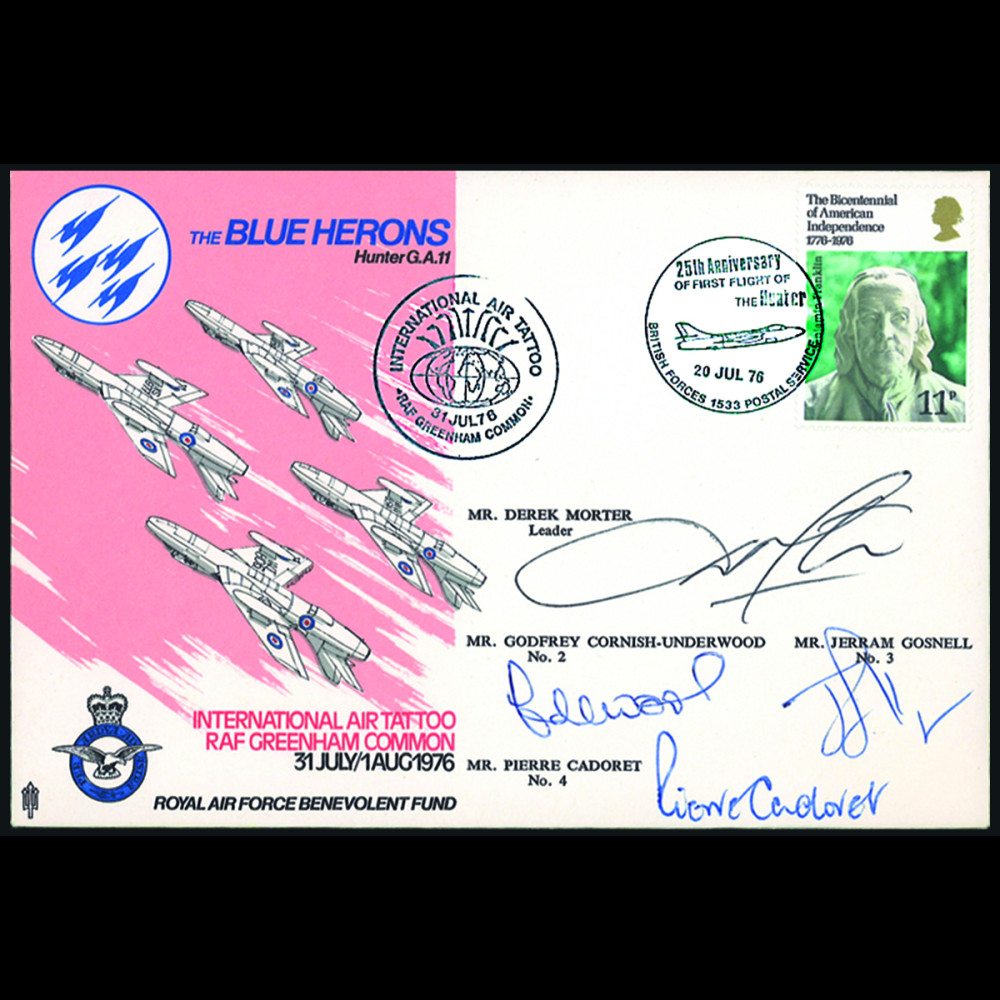 THE BLUE HERONS
Hunter G.A.11
INTERNATIONAL AIR TATTOO
31 JUL 76
•RAF GREENHAM COMMON•
25th Anniversary
OF FIRST FLIGHT OF
THE Hunter
20 JUL 76
BRITISH FORCES 1533 POSTAL SERVICE
The Bicentennial
of American
Independence
1776-1976
Benjamin Franklin
11P
MR. DEREK MORTER
Leader
MR. GODFREY CORNISH-UNDERWOOD
No. 2
MR. JERRAM GOSNELL
No. 3
MR. PIERRE CADORET
No. 4
Pierre Cadoret
INTERNATIONAL AIR TATTOO
RAF GREENHAM COMMON
31 JULY/1 AUG 1976
ROYAL AIR FORCE BENEVOLENT FUND